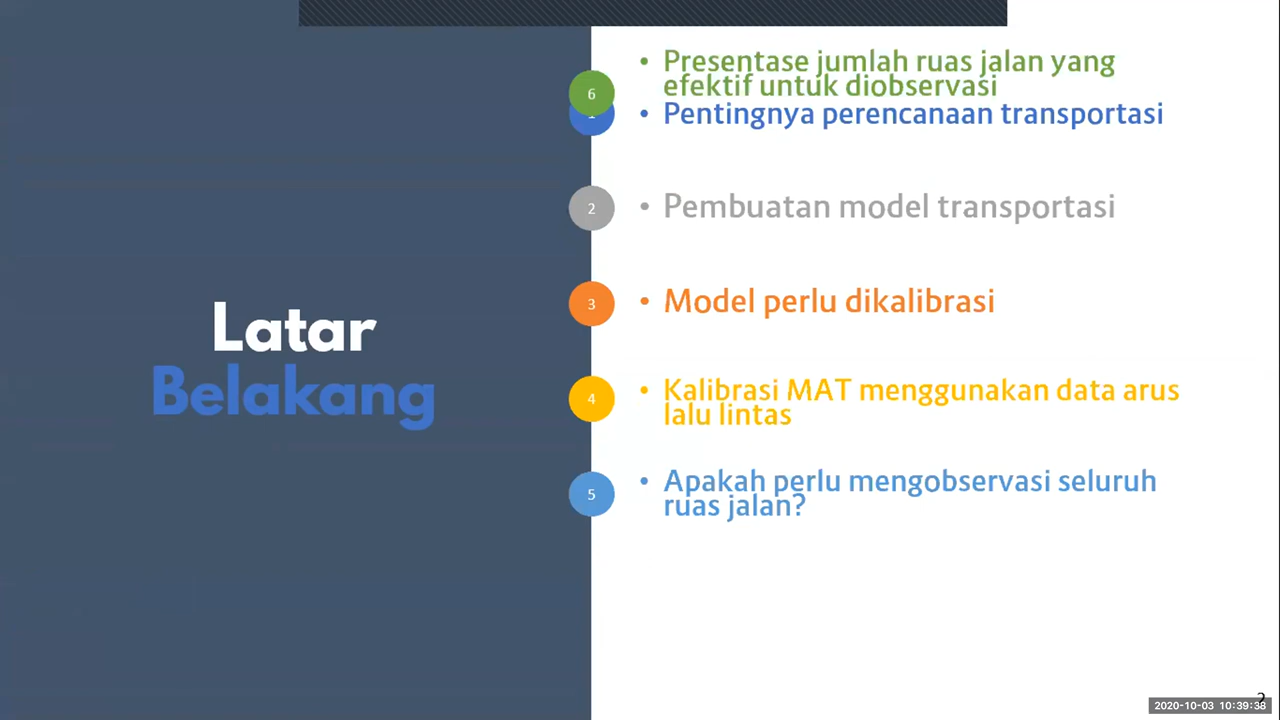 Latar
Belakang
6
• Presentase jumlah ruas jalan yang
efektif untuk diobservasi
• Pentingnya perencanaan transportasi
2
• Pembuatan model transportasi
3
• Model perlu dikalibrasi
4
• Kalibrasi MAT menggunakan data arus
lalu lintas
5
• Apakah perlu mengobservasi seluruh
ruas jalan?
2
2020-10-03 10:39:38